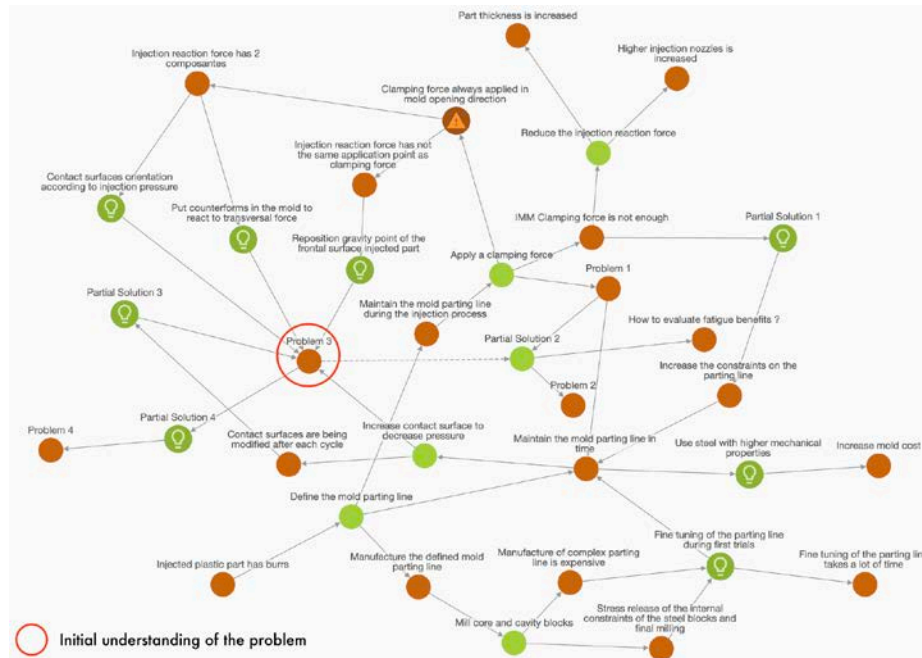 Part thickness is increased
Injection reaction force has 2
composantes
Higher injection nozzles is
increased
Clamping force always applied in
mold opening direction
Reduce the injection reaction force
Injection reaction force has not
the same application point as
clamping force
Contact surfaces orientation
according to injection pressure
Put counterforms in the mold to
react to transversal force
IMM Clamping force is not enough
Partial Solution 1
Reposition gravity point of the
frontal surface injected part
Apply a clamping force
Problem 1
Partial Solution 3
Maintain the mold parting line
during the injection process
How to evaluate fatigue benefits ?
Problem 3
Partial Solution 2
Increase the constraints on the
parting line
Problem 2
Partial Solution 4
Problem 4
Contact surfaces are being
modified after each cycle
Increase contact surface to
decrease pressure
Maintain the mold parting line in
time
Use steel with higher mechanical
properties
Increase mold cost
Define the mold parting line
Fine tuning of the parting line
during first trials
Injected plastic part has burrs
Manufacture the defined mold
parting line
Manufacture of complex parting
line is expensive
Fine tuning of the parting lin
takes a lot of time
Mill core and cavity blocks
Stress release of the internal
constraints of the steel blocks and
final milling
Initial understanding of the problem